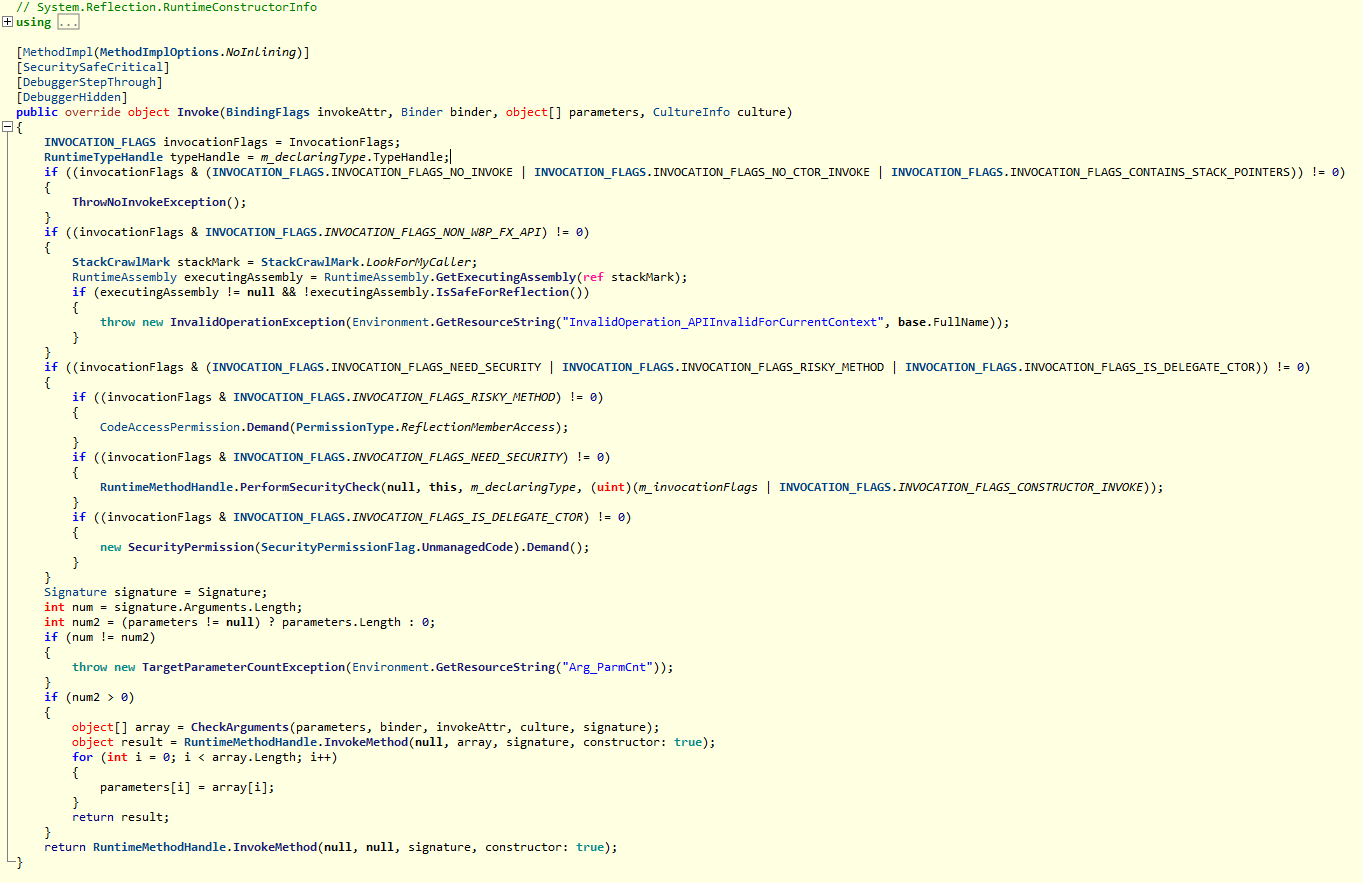 // System.Reflection.RuntimeConstructorInfo
using ...
[MethodImpl(MethodImplOptions.NoInlining)]
[SecuritySafeCritical]
[DebuggerStepThrough]
[DebuggerHidden]
public override object Invoke(BindingFlags invokeAttr, Binder binder, object[] parameters, CultureInfo culture)
{
    INVOCATION_FLAGS invocationFlags = InvocationFlags;
    RuntimeTypeHandle typeHandle = m_declaringType.TypeHandle;
    if ((invocationFlags & (INVOCATION_FLAGS.INVOCATION_FLAGS_NO_INVOKE | INVOCATION_FLAGS.INVOCATION_FLAGS_NO_CTOR_INVOKE | INVOCATION_FLAGS.INVOCATION_FLAGS_CONTAINS_STACK_POINTERS)) != 0)
    {
        ThrowNoInvokeException();
    }
    if ((invocationFlags & INVOCATION_FLAGS.INVOCATION_FLAGS_NON_W8P_FX_API) != 0)
    {
        StackCrawlMark stackMark = StackCrawlMark.LookForMyCaller;
        RuntimeAssembly executingAssembly = RuntimeAssembly.GetExecutingAssembly(ref stackMark);
        if (executingAssembly != null && !executingAssembly.IsSafeForReflection())
        {
            throw new InvalidOperationException(Environment.GetResourceString("InvalidOperation_APIInvalidForCurrentContext", base.FullName));
        }
    }
    if ((invocationFlags & (INVOCATION_FLAGS.INVOCATION_FLAGS_NEED_SECURITY | INVOCATION_FLAGS.INVOCATION_FLAGS_RISKY_METHOD | INVOCATION_FLAGS.INVOCATION_FLAGS_IS_DELEGATE_CTOR)) != 0)
    {
        if ((invocationFlags & INVOCATION_FLAGS.INVOCATION_FLAGS_RISKY_METHOD) != 0)
        {
            CodeAccessPermission.Demand(PermissionType.ReflectionMemberAccess);
        }
        if ((invocationFlags & INVOCATION_FLAGS.INVOCATION_FLAGS_NEED_SECURITY) != 0)
        {
            RuntimeMethodHandle.PerformSecurityCheck(null, this, m_declaringType, (uint)(m_invocationFlags | INVOCATION_FLAGS.INVOCATION_FLAGS_CONSTRUCTOR_INVOKE));
        }
        if ((invocationFlags & INVOCATION_FLAGS.INVOCATION_FLAGS_IS_DELEGATE_CTOR) != 0)
        {
            new SecurityPermission(SecurityPermissionFlag.UnmanagedCode).Demand();
        }
    }
    Signature signature = Signature;
    int num = signature.Arguments.Length;
    int num2 = (parameters != null) ? parameters.Length : 0;
    if (num != num2)
    {
        throw new TargetParameterCountException(Environment.GetResourceString("Arg_ParmCnt"));
    }
    if (num2 > 0)
    {
        object[] array = CheckArguments(parameters, binder, invokeAttr, culture, signature);
        object result = RuntimeMethodHandle.InvokeMethod(null, array, signature, constructor: true);
        for (int i = 0; i < array.Length; i++)
        {
            parameters[i] = array[i];
        }
        return result;
    }
    return RuntimeMethodHandle.InvokeMethod(null, null, signature, constructor: true);
}